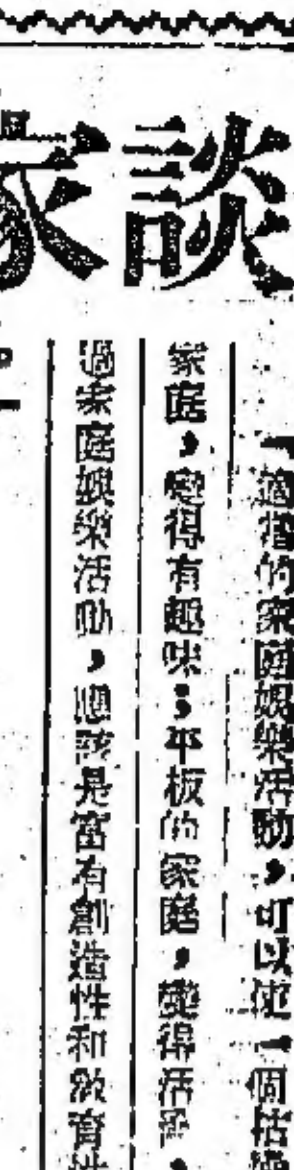 談家
「適當的家庭娛樂活動，可以使一個枯
家庭，變得有趣味；平板的家庭，變得活
過家庭娛樂活動，應該是富有創造性和教育性